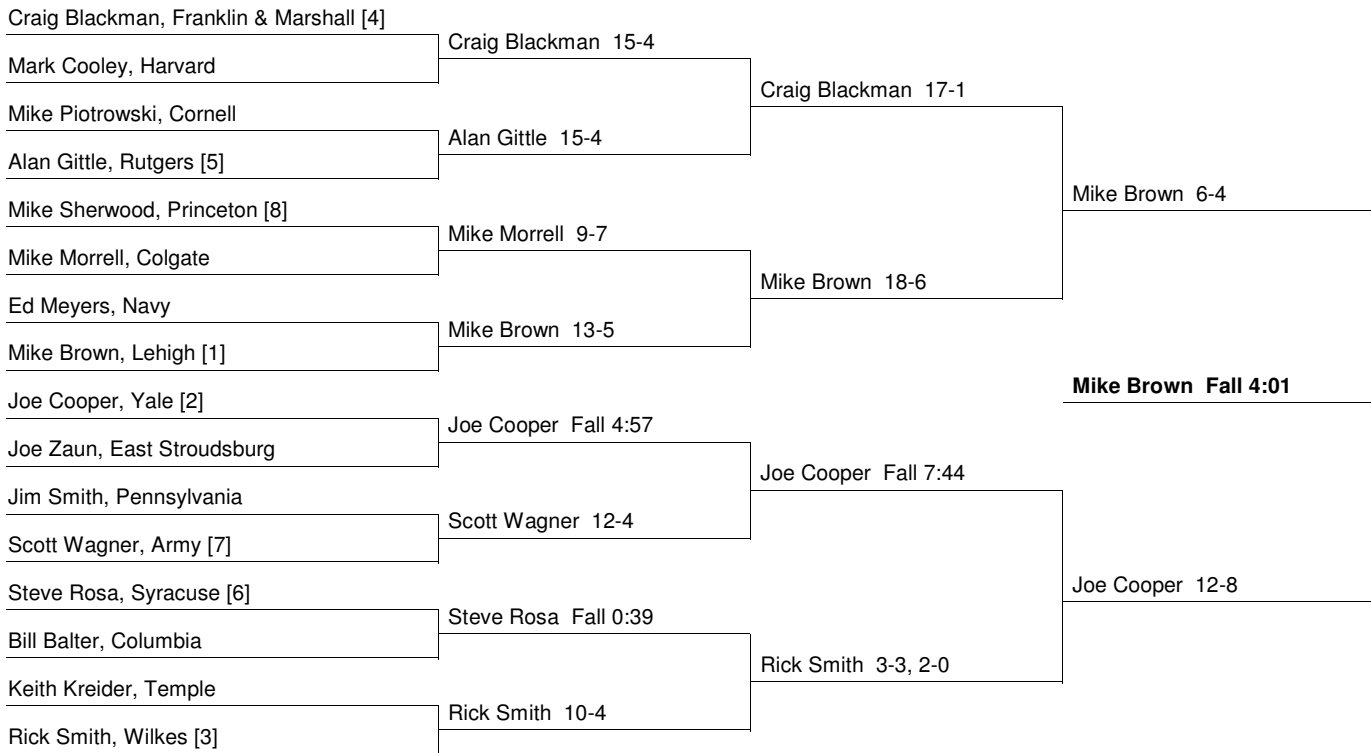 Craig Blackman, Franklin & Marshall [4]
Craig Blackman 15-4
Mark Cooley, Harvard
Craig Blackman 17-1
Mike Piotrowski, Cornell
Alan Gittle 15-4
Alan Gittle, Rutgers [5]
Mike Brown 6-4
Mike Sherwood, Princeton [8]
Mike Morrell 9-7
Mike Morrell, Colgate
Mike Brown 18-6
Ed Meyers, Navy
Mike Brown 13-5
Mike Brown, Lehigh [1]
Mike Brown Fall 4:01
Joe Cooper, Yale [2]
Joe Cooper Fall 4:57
Joe Zaun, East Stroudsburg
Joe Cooper Fall 7:44
Jim Smith, Pennsylvania
Scott Wagner 12-4
Scott Wagner, Army [7]
Joe Cooper 12-8
Steve Rosa, Syracuse [6]
Steve Rosa Fall 0:39
Bill Balter, Columbia
Rick Smith 3-3, 2-0
Keith Kreider, Temple
Rick Smith 10-4
Rick Smith, Wilkes [3]